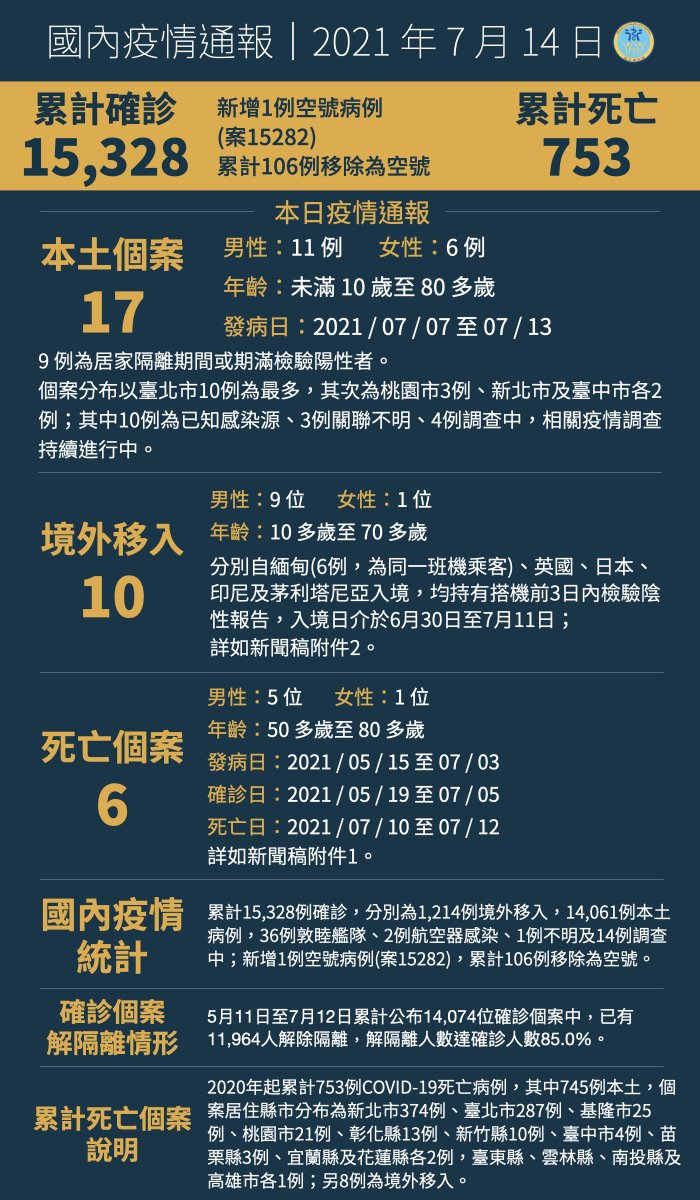 國內疫情通報｜2021 年 7 月 14 日
累計確診
15,328
新增1例空號病例
(案15282)
累計106例移除為空號
累計死亡
753
本日疫情通報
本土個案
17
男性：11 例　女性：6 例
年齡：未滿 10 歲至 80 多歲
發病日：2021 / 07 / 07 至 07 / 13
9 例為居家隔離期間或期滿檢驗陽性者。
個案分布以臺北市10例為最多，其次為桃園市3例、新北市及臺中市各2
例；其中10例為已知感染源、3例關聯不明、4例調查中，相關疫情調查
持續進行中。
境外移入
10
男性：9 位　女性：1 位
年齡：10 多歲至 70 多歲
分別自緬甸(6例，為同一班機乘客)、英國、日本、
印尼及茅利塔尼亞入境，均持有搭機前3日內檢驗陰
性報告，入境日介於6月30日至7月11日；
詳如新聞稿附件2。
死亡個案
6
男性：5 位　女性：1 位
年齡：50 多歲至 80 多歲
發病日：2021 / 05 / 15 至 07 / 03
確診日：2021 / 05 / 19 至 07 / 05
死亡日：2021 / 07 / 10 至 07 / 12
詳如新聞稿附件1。
國內疫情
統計
累計15,328例確診，分別為1,214例境外移入，14,061例本土
病例，36例敦睦艦隊、2例航空器感染、1例不明及14例調查
中；新增1例空號病例(案15282)，累計106例移除為空號。
確診個案
解隔離情形
5月11日至7月12日累計公布14,074位確診個案中，已有
11,964人解除隔離，解隔離人數達確診人數85.0%。
累計死亡個案
說明
2020年起累計753例COVID-19死亡病例，其中745例本土，個
案居住縣市分布為新北市374例、臺北市287例、基隆市25
例、桃園市21例、彰化縣13例、新竹縣10例、臺中市4例、苗
栗縣3例、宜蘭縣及花蓮縣各2例，臺東縣、雲林縣、南投縣及
高雄市各1例；另8例為境外移入。